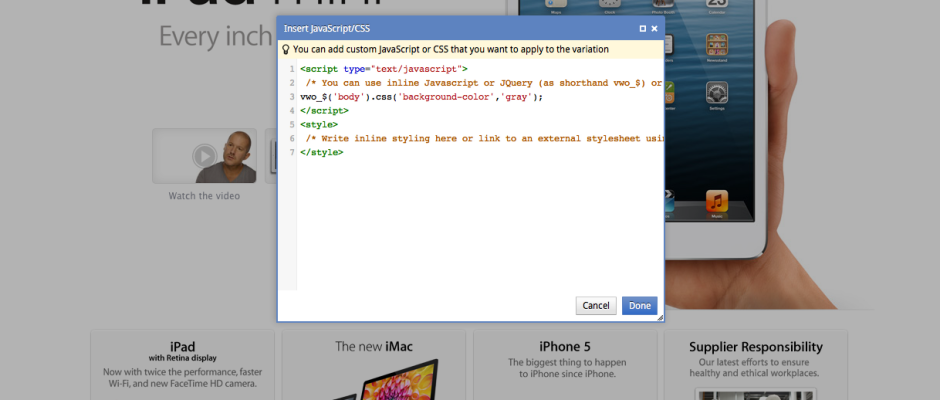 Insert JavaScript/CSS
You can add custom JavaScript or CSS that you want to apply to the variation
1 <script type="text/javascript">
2 /* You can use inline Javascript or JQuery (as shorthand vwo_$) or
3 vwo_$('body').css('background-color','gray');
4 </script>
5 <style>
6 /* Write inline styling here or link to an external stylesheet usi
7 </style>
Cancel
Done
Every inch
Watch the video
Settings
Music
iPad
with Retina display
Now with twice the performance, faster
Wi-Fi, and new FaceTime HD camera.
The new iMac
iPhone 5
The biggest thing to happen
to iPhone since iPhone.
Supplier Responsibility
Our latest efforts to ensure
healthy and ethical workplaces.